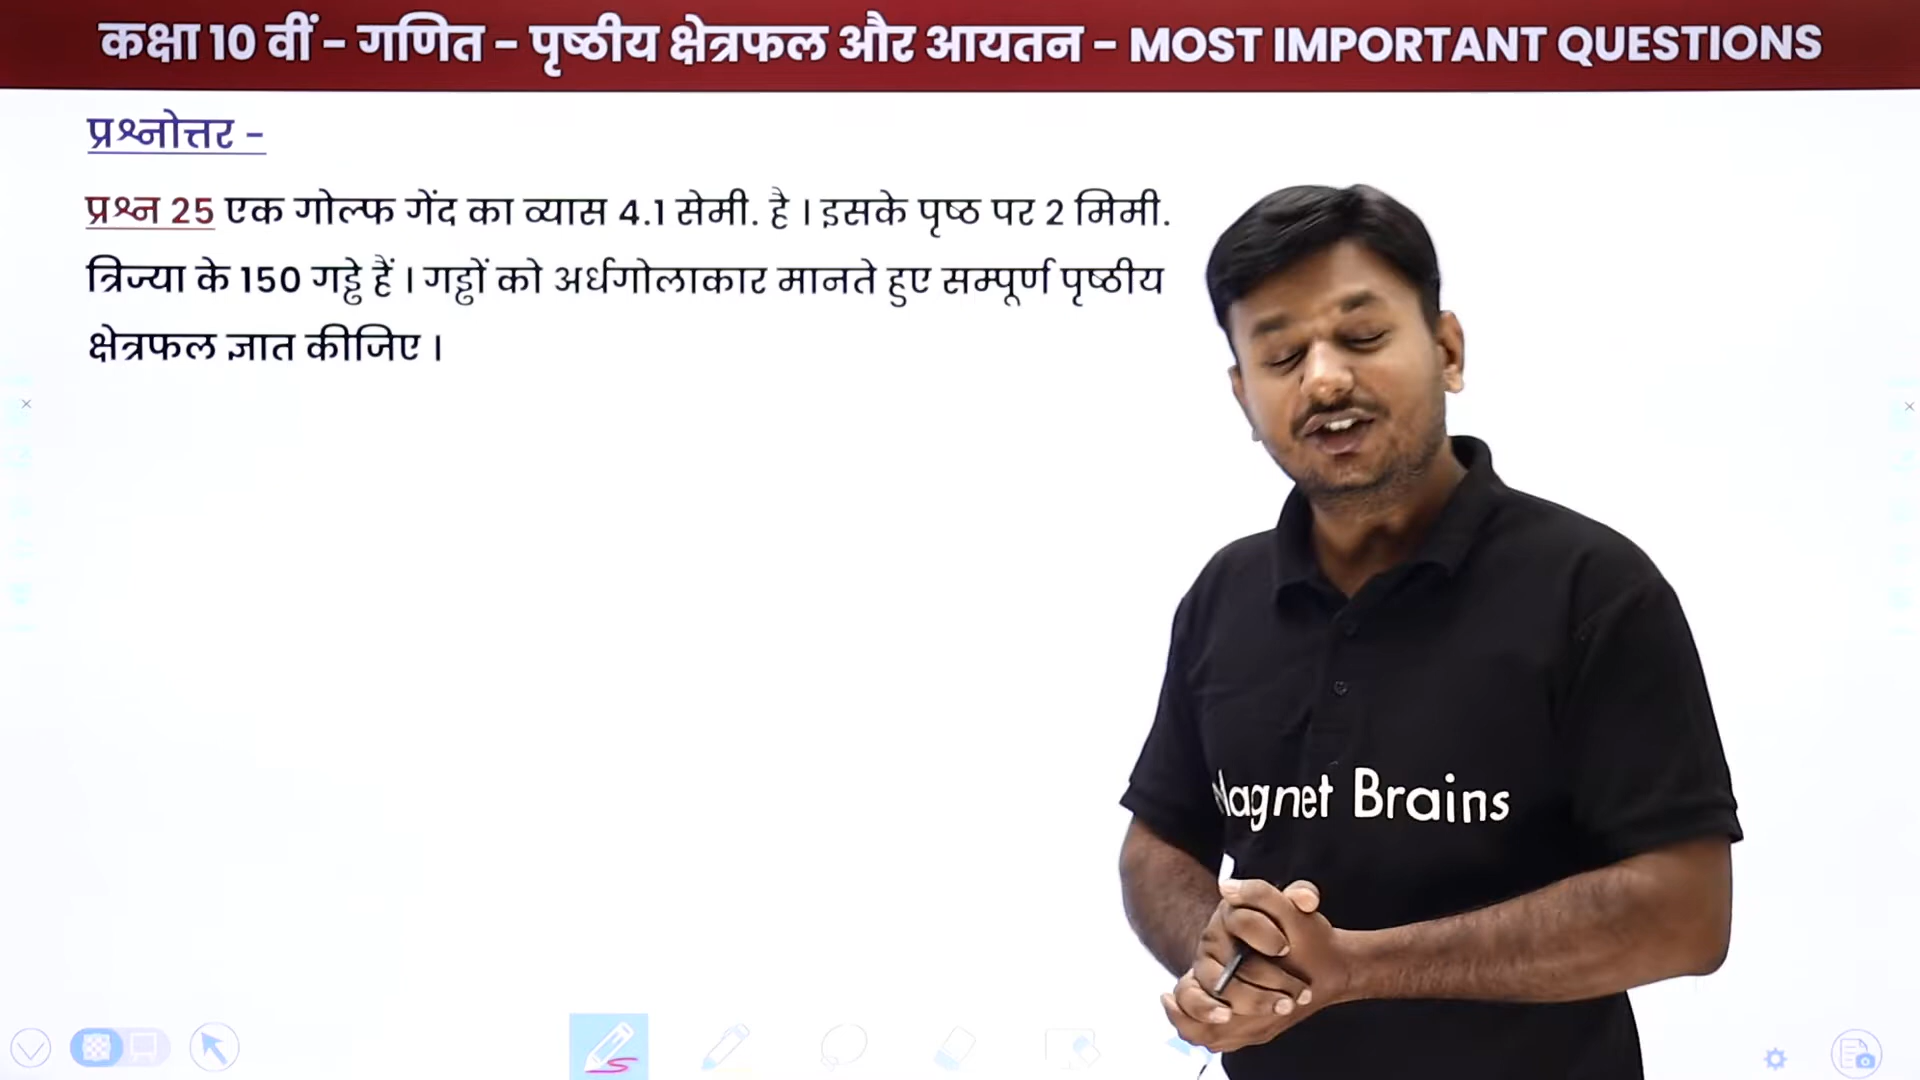 कक्षा 10 वीं – गणित – पृष्ठीय क्षेत्रफल और आयतन – MOST IMPORTANT QUESTIONS
प्रश्नोत्तर –
प्रश्न 25 एक गोल्फ गेंद का व्यास 4.1 सेमी. है । इसके पृष्ठ पर 2 मिमी.
त्रिज्या के 150 गड्ढे हैं । गड्ढों को अर्धगोलाकार मानते हुए सम्पूर्ण पृष्ठीय
क्षेत्रफल ज्ञात कीजिए ।
Magnet Brains